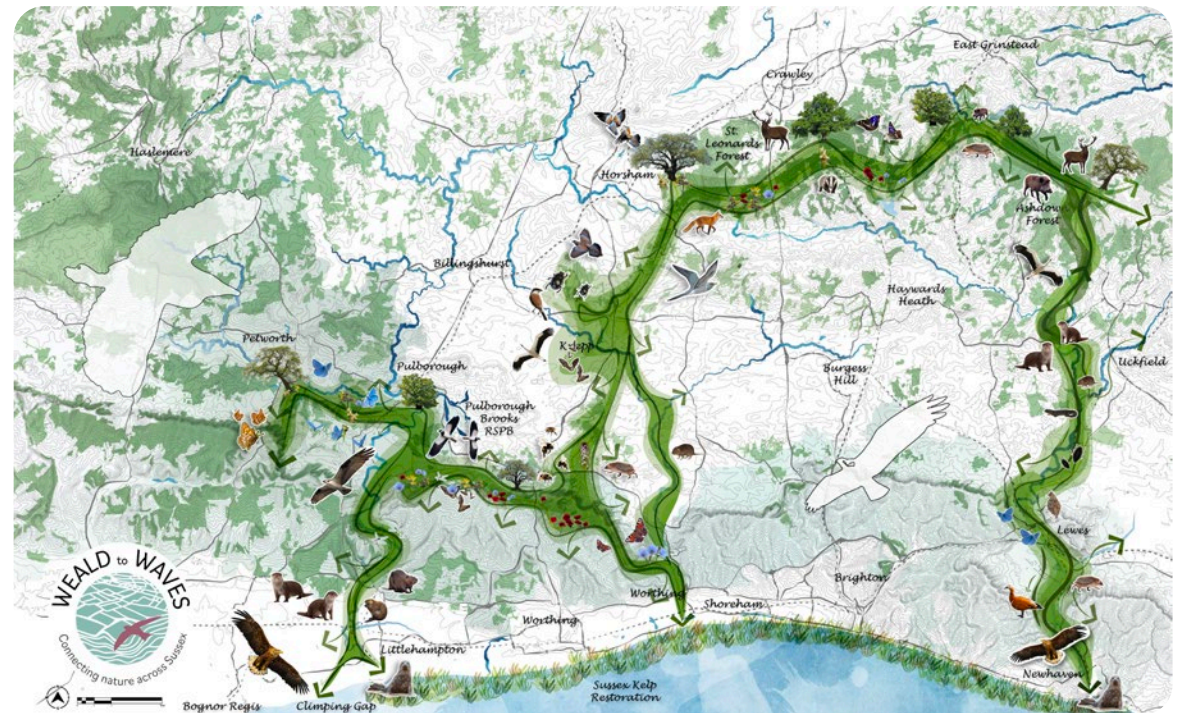 East Grinstead
Crawley
Haslemere
St.
Leonards
Forest
Horsham
Ashdown
Forest
Billingshurst
Haywards
Heath
Petworth
Knepp
Uckfield
Pulborough
Burgess
Hill
Pulborough
Brooks
RSPB
Lewes
WEALD to WAVES
Connecting nature across Sussex
Brighton
Worthing
Shoreham
Worthing
Littlehampton
Newhaven
Sussex Kelp
Restoration
Bognor Regis
Climping Gap